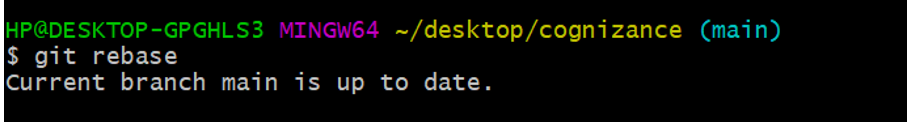 HP@DESKTOP-GPGHLS3 MINGW64 ~/desktop/cognizance (main)
$ git rebase
Current branch main is up to date.